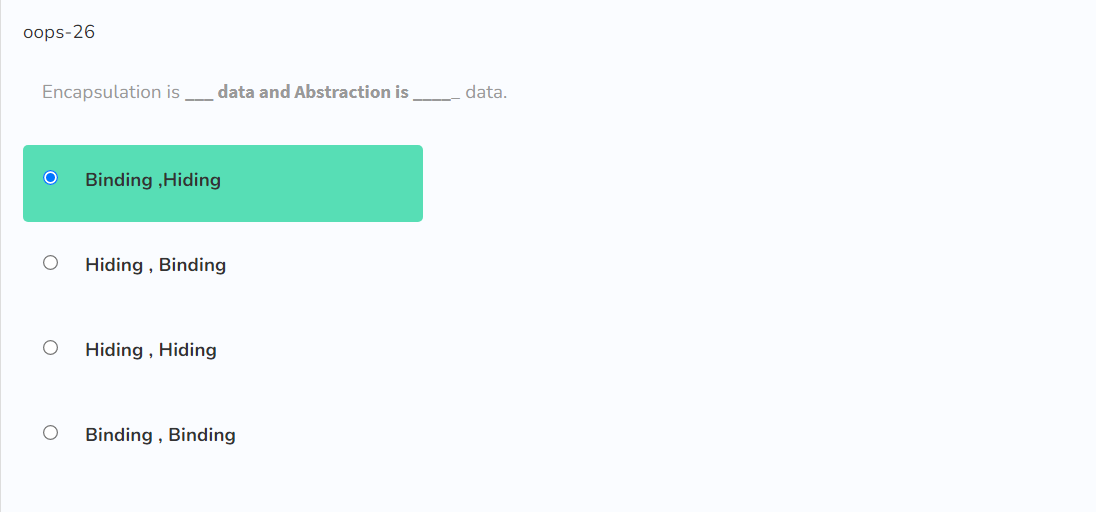 oops-26
Encapsulation is ___ data and Abstraction is _____ data.
Binding ,Hiding
Hiding , Binding
Hiding , Hiding
Binding , Binding